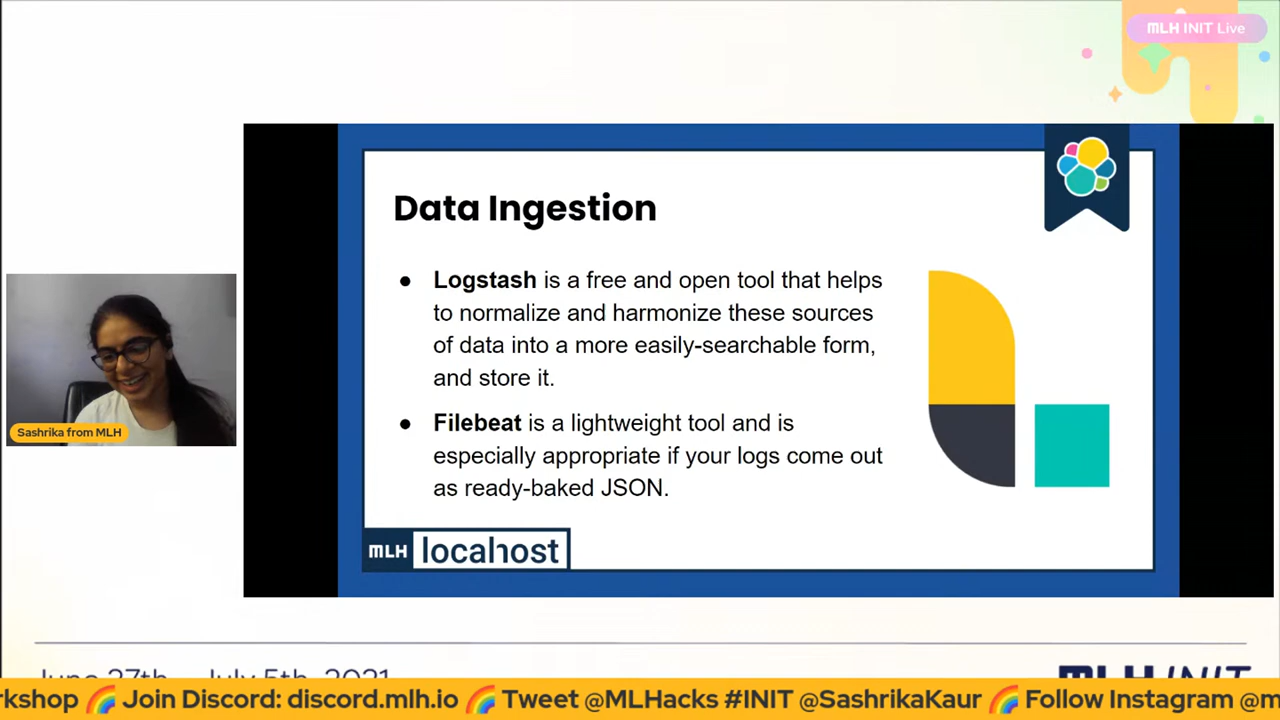 MLH INIT Live
Data Ingestion
● Logstash is a free and open tool that helps
to normalize and harmonize these sources
of data into a more easily-searchable form,
and store it.
● Filebeat is a lightweight tool and is
especially appropriate if your logs come out
as ready-baked JSON.
Sashrika from MLH
MLH localhost
June 27th - July 5th, 2021
MLH INIT
rkshop 🌈 Join Discord: discord.mlh.io 🌈 Tweet @MLHacks #INIT @SashrikaKaur 🌈 Follow Instagram @m